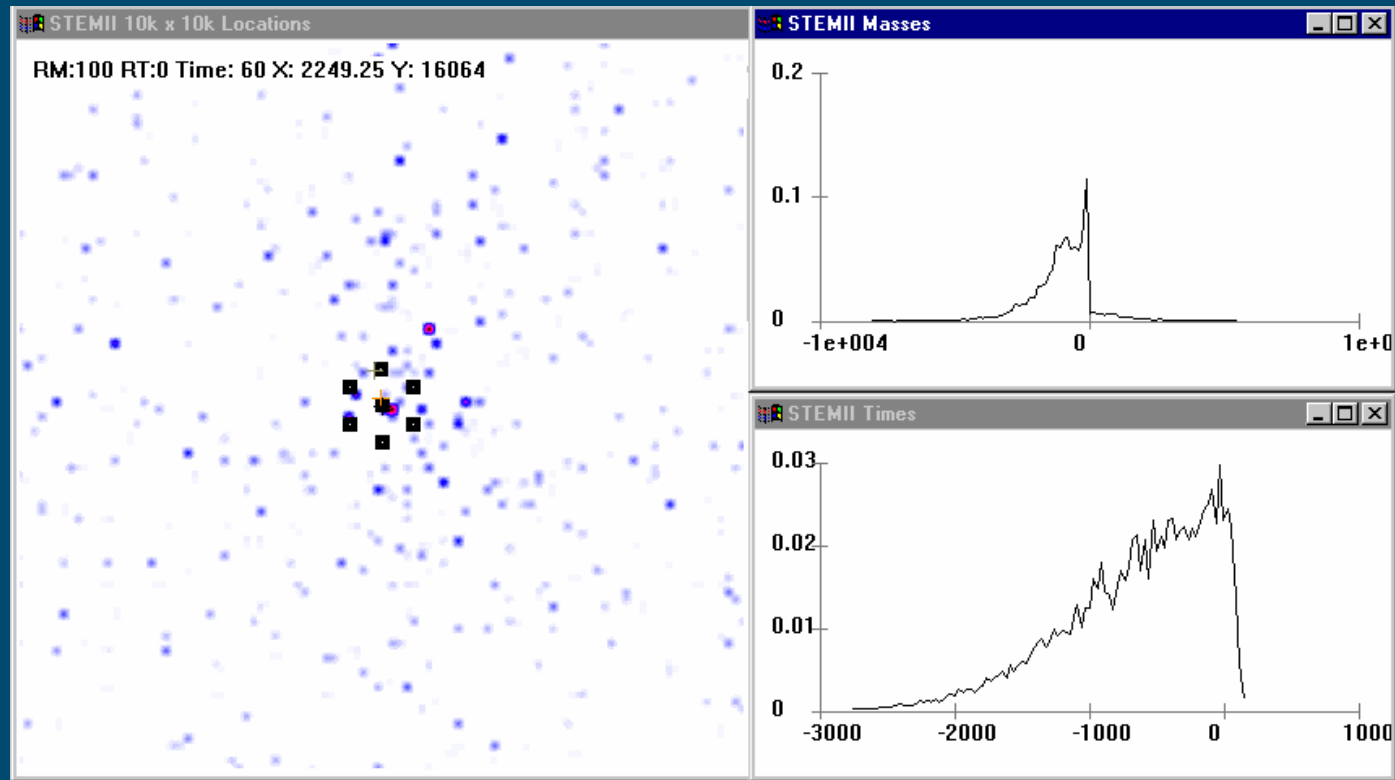 STEMII 10k x 10k Locations
RM:100 RT:0 Time: 60 X: 2249.25 Y: 16064
STEMII Masses
0.2
0.1
0
-1e+004
0
1e+0
STEMII Times
0.03
0.02
0.01
0
-3000
-2000
-1000
0
1000